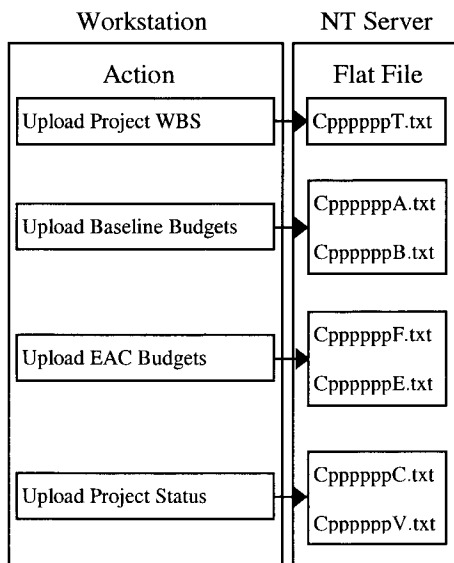 Workstation
NT Server
Action
Flat File
Upload Project WBS
CppppppT.txt
Upload Baseline Budgets
CppppppA.txt
CppppppB.txt
Upload EAC Budgets
CppppppF.txt
CppppppE.txt
Upload Project Status
CppppppC.txt
CppppppV.txt